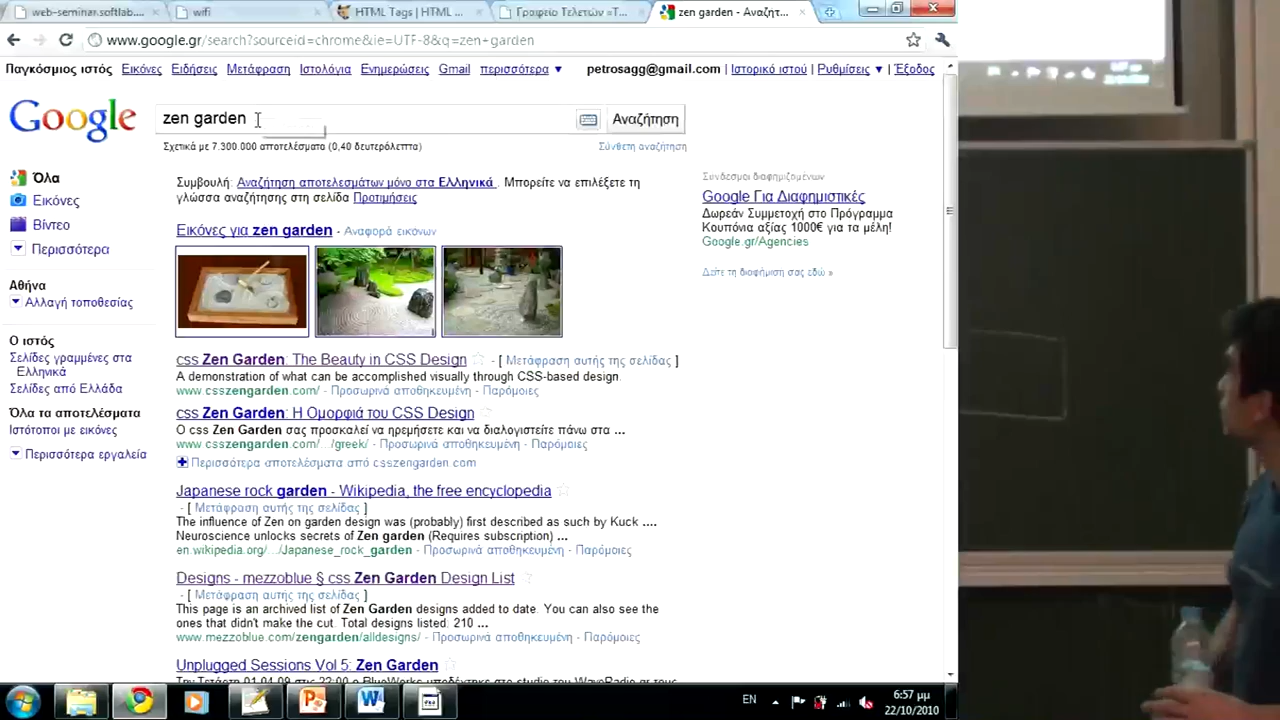 web-seminar.softlab...
wifi
HTML Tags | HTML ...
Γραφείο Τελετών «Τ...
zen garden - Αναζήτ...
www.google.gr/search?sourceid=chrome&ie=UTF-8&q=zen+garden
Παγκόσμιος ιστός Εικόνες Ειδήσεις Μετάφραση Ιστολόγια Ενημερώσεις Gmail περισσότερα ▼
petrosagg@gmail.com | Ιστορικό ιστού | Ρυθμίσεις ▼ | Έξοδος
Google
zen garden
Αναζήτηση
Σχετικά με 7.300.000 αποτελέσματα (0,40 δευτερόλεπτα)
Σύνθετη αναζήτηση
Όλα
Εικόνες
Βίντεο
Περισσότερα
Αθήνα
Αλλαγή τοποθεσίας
Ο ιστός
Σελίδες γραμμένες στα
Ελληνικά
Σελίδες από Ελλάδα
Όλα τα αποτελέσματα
Ιστότοποι με εικόνες
Περισσότερα εργαλεία
Συμβουλή: Αναζήτηση αποτελεσμάτων μόνο στα Ελληνικά . Μπορείτε να επιλέξετε τη
γλώσσα αναζήτησης στη σελίδα Προτιμήσεις
Εικόνες για zen garden - Αναφορά εικόνων
css Zen Garden: The Beauty in CSS Design - [ Μετάφραση αυτής της σελίδας ]
A demonstration of what can be accomplished visually through CSS-based design.
www.csszengarden.com/ - Προσωρινά αποθηκευμένη - Παρόμοιες
css Zen Garden: Η Ομορφιά του CSS Design
Ο css Zen Garden σας προσκαλεί να ηρεμήσετε και να διαλογιστείτε πάνω στα ...
www.csszengarden.com/.../greek/ - Προσωρινά αποθηκευμένη - Παρόμοιες
Περισσότερα αποτελέσματα από csszengarden.com
Japanese rock garden - Wikipedia, the free encyclopedia
- [ Μετάφραση αυτής της σελίδας ]
The influence of Zen on garden design was (probably) first described as such by Kuck ....
Neuroscience unlocks secrets of Zen garden (Requires subscription) ...
en.wikipedia.org/.../Japanese_rock_garden - Προσωρινά αποθηκευμένη - Παρόμοιες
Designs - mezzoblue § css Zen Garden Design List
- [ Μετάφραση αυτής της σελίδας ]
This page is an archived list of Zen Garden designs added to date. You can also see the
ones that didn't make the cut. Total designs listed: 210 ...
www.mezzoblue.com/zengarden/alldesigns/ - Προσωρινά αποθηκευμένη - Παρόμοιες
Unplugged Sessions Vol 5: Zen Garden
Συνδεσμοι διαφημιζομένων
Google Για Διαφημιστικές
Δωρεάν Συμμετοχή στο Πρόγραμμα
Κουπόνια αξίας 1000€ για τα μέλη!
Google.gr/Agencies
Δείτε τη διαφήμιση σας εδώ »
EN
6:57 μμ
22/10/2010